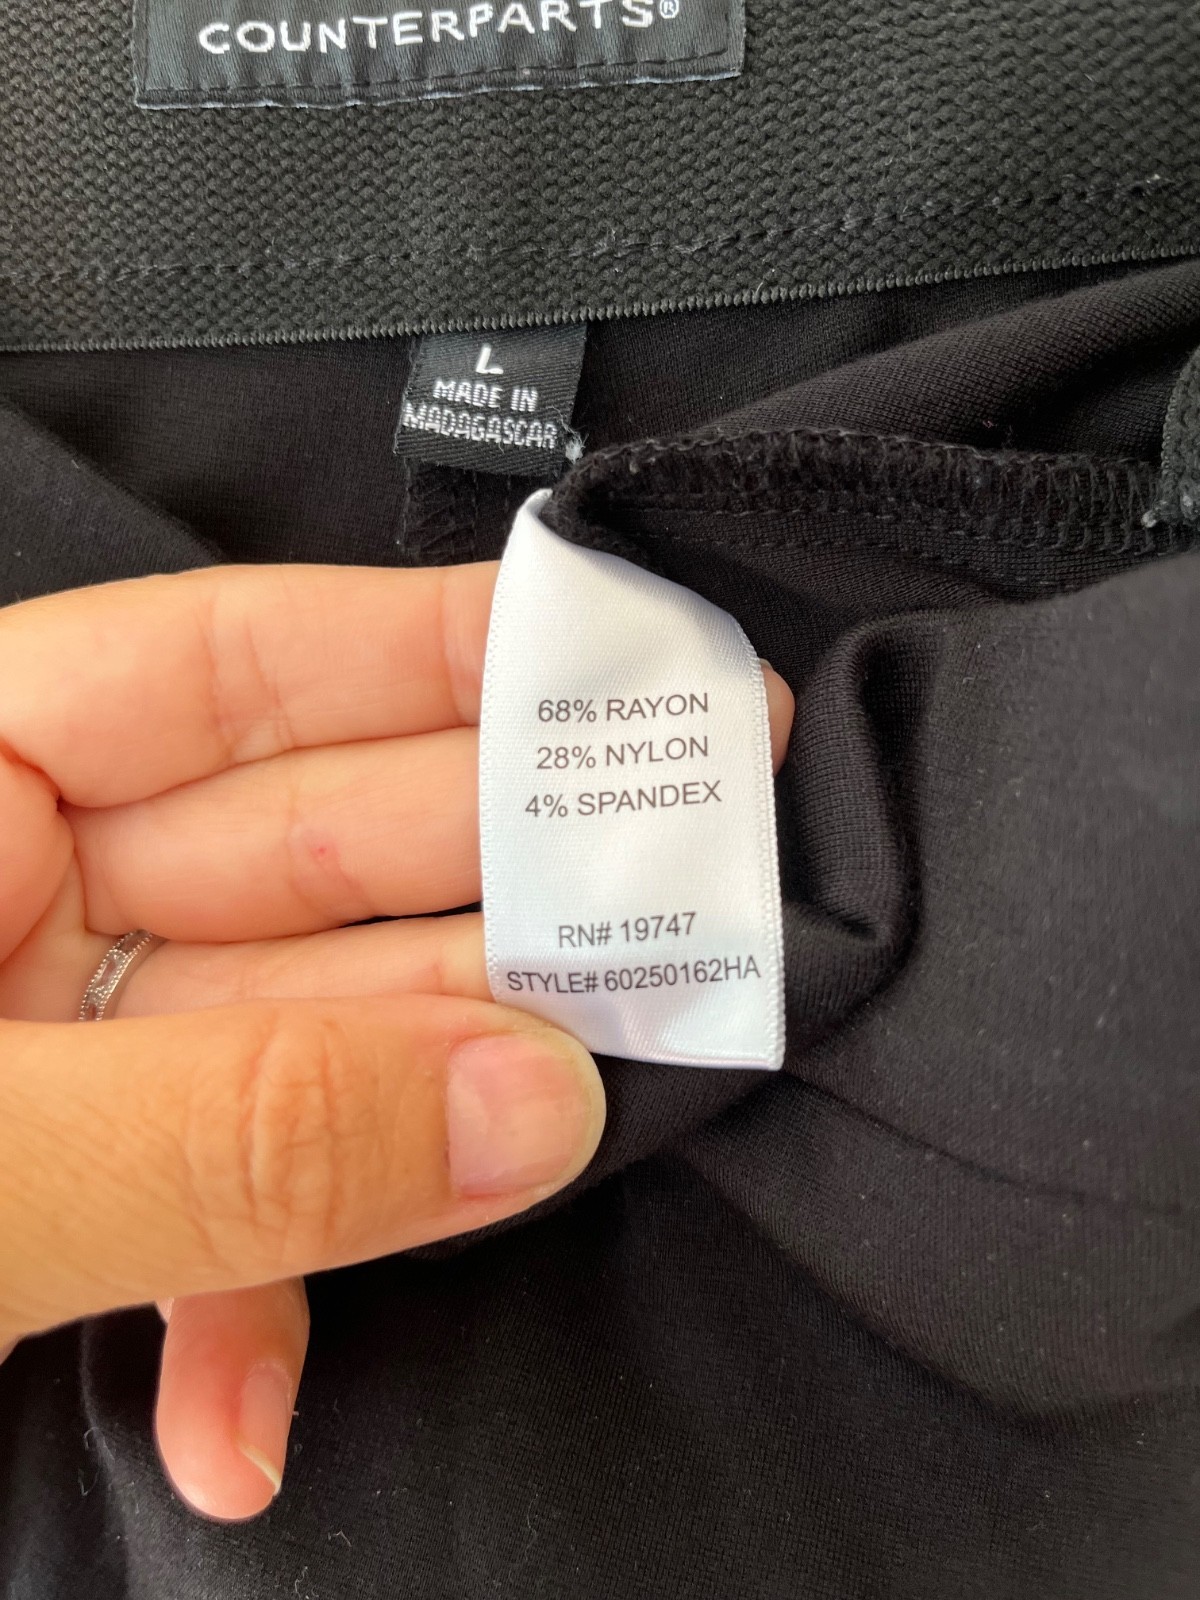 COUNTERPARTS®
L
MADE IN
MADAGASCAR
68% RAYON
28% NYLON
4% SPANDEX
RN# 19747
STYLE# 60250162HA